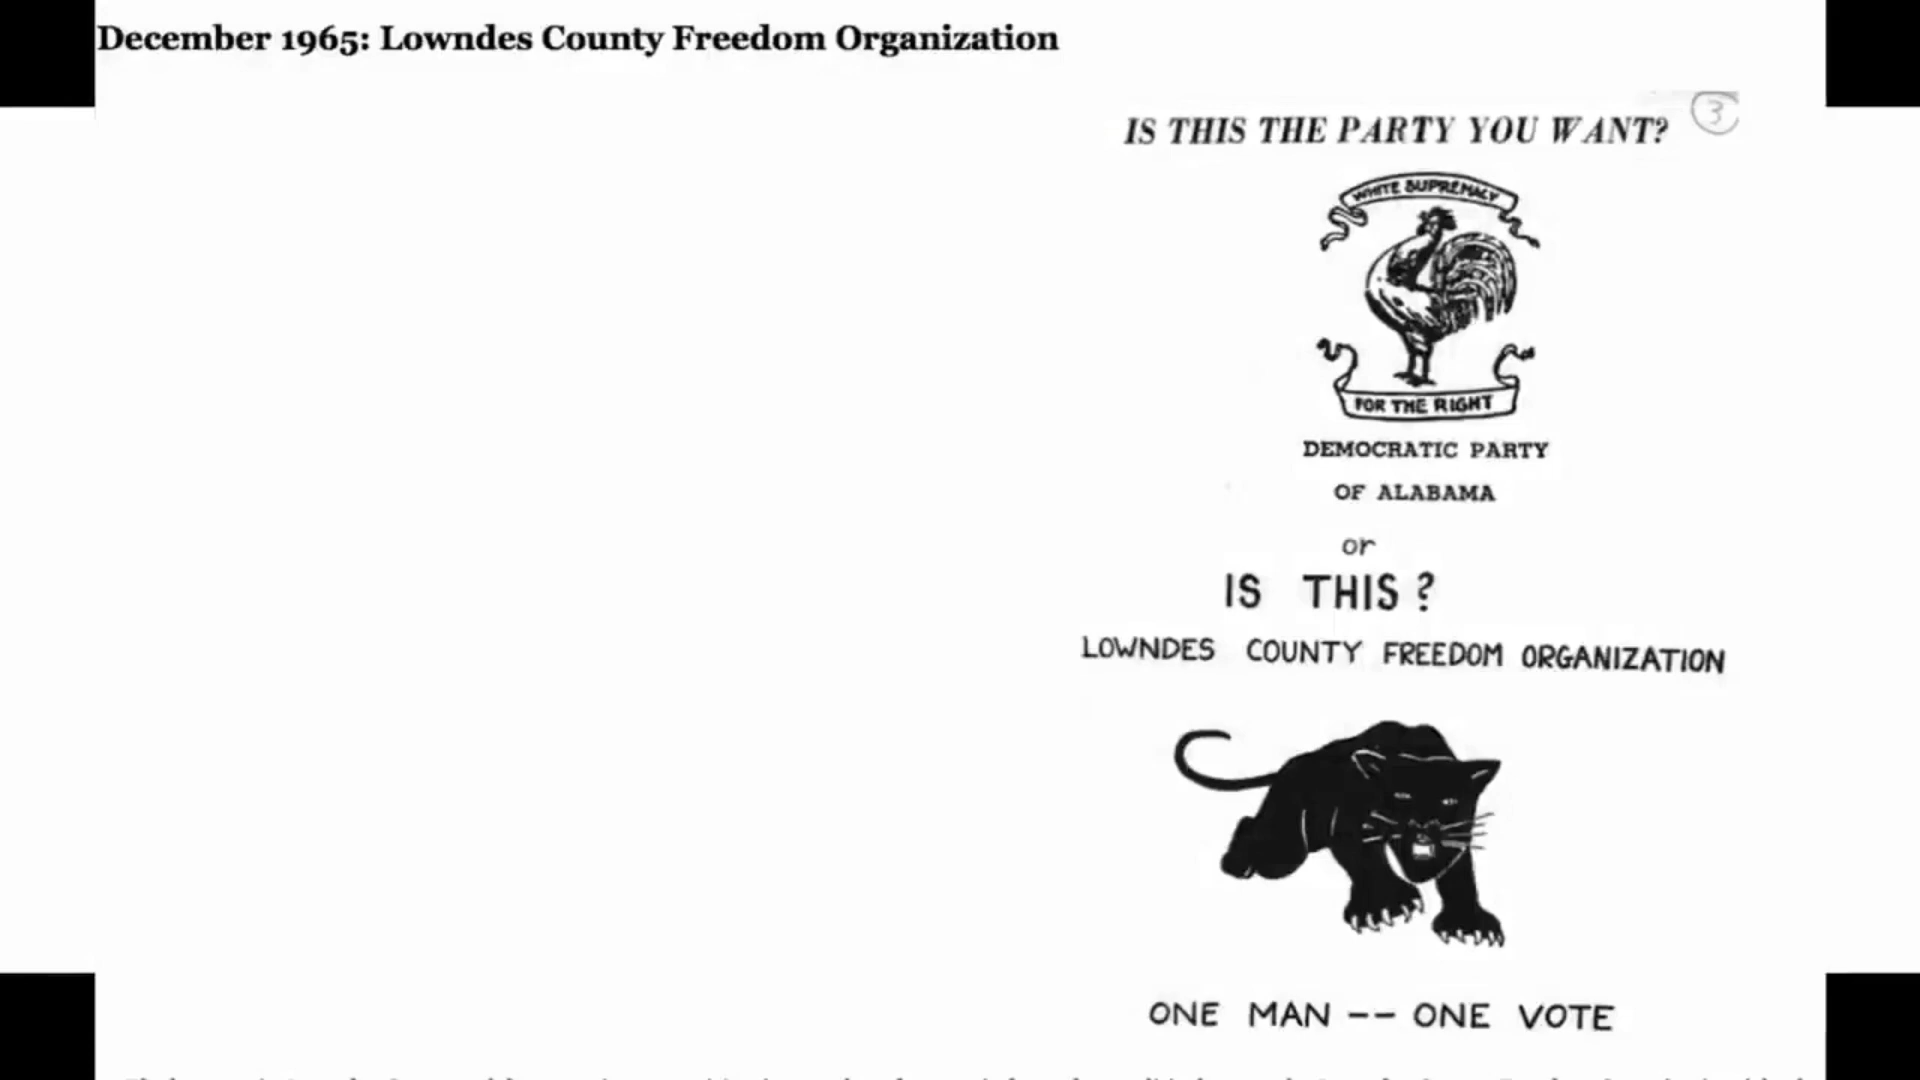 December 1965: Lowndes County Freedom Organization
3
IS THIS THE PARTY YOU WANT?
WHITE SUPREMACY
FOR THE RIGHT
DEMOCRATIC PARTY
OF ALABAMA
or
IS THIS?
LOWNDES COUNTY FREEDOM ORGANIZATION
ONE MAN -- ONE VOTE